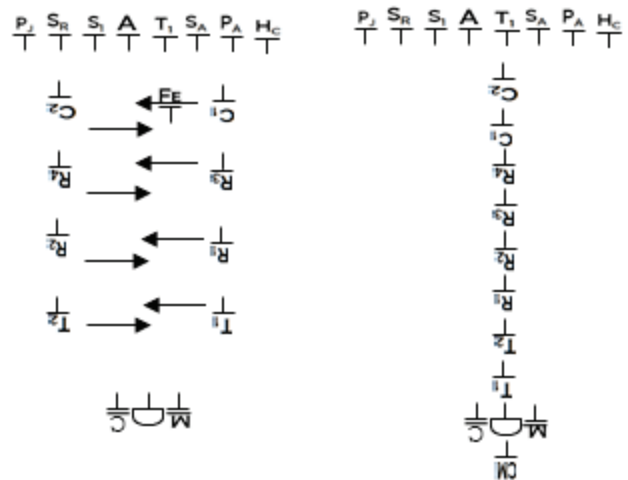 PJ SR S1 A T1 SA PA HC
C2 FE C1
R4 R3
R2 R1
T2 T1
C M
PJ SR S1 A T1 SA PA HC
C2
C1
R4
R3
R2
R1
T2
T1
C M
CM